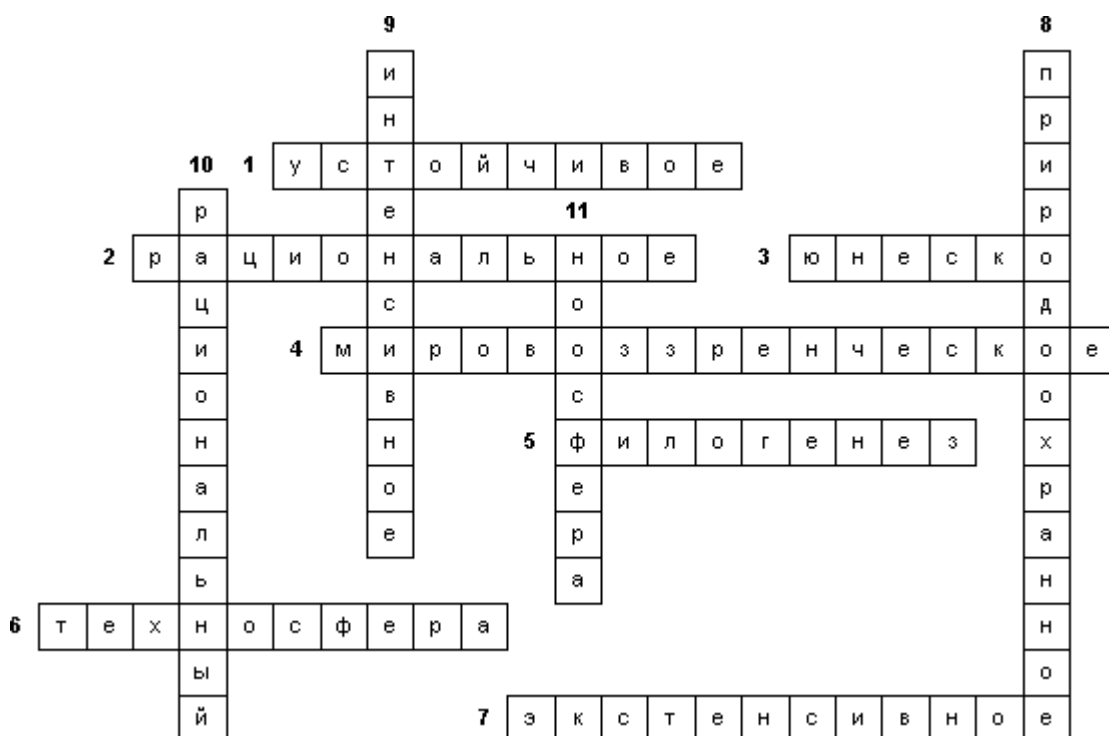 9 интенсивное
8 природоохранное
10 рациональный
1 устойчивое
11 ноосфера
2 рациональное
3 юнеско
4 мировоззренческое
5 филогенез
6 техносфера
7 экстенсивное